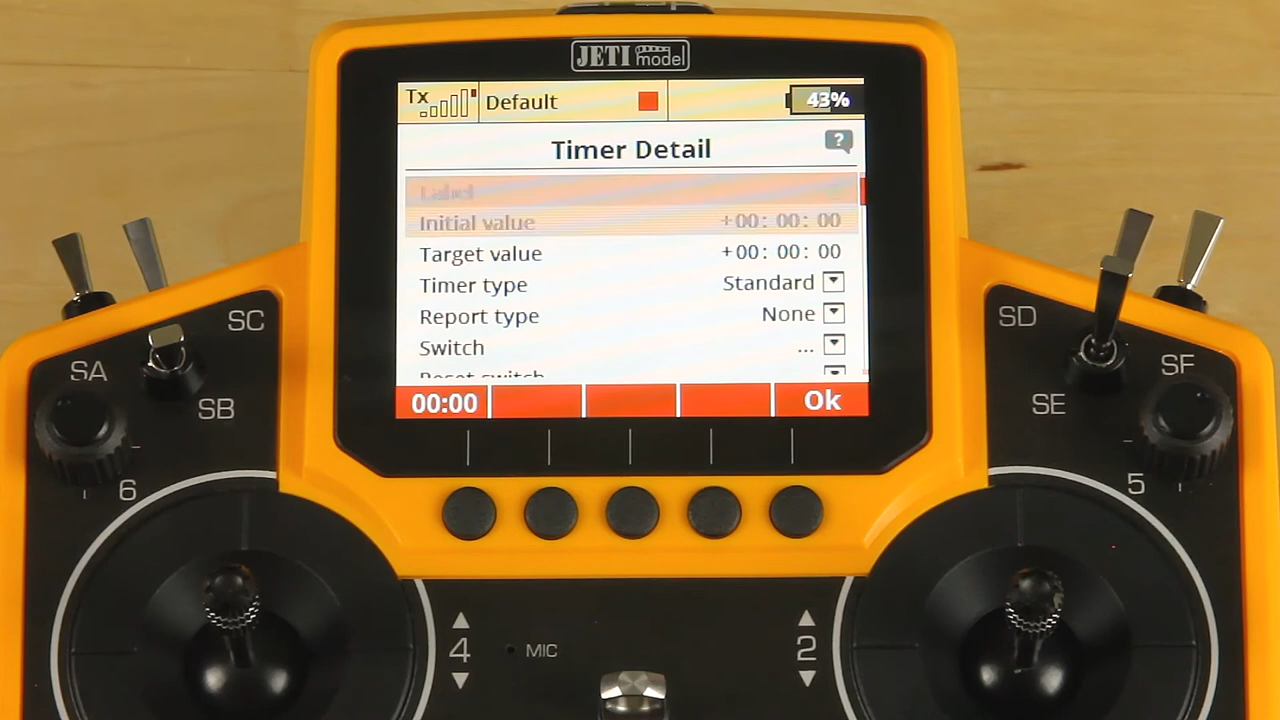 JETI model
Tx Default 43%
Timer Detail ?
Label
Initial value +00: 00: 00
Target value +00: 00: 00
Timer type Standard
Report type None
Switch ...
Reset switch
00:00 Ok
SC
SA
SB
SD
SF
SE
6
5
4
MIC
2